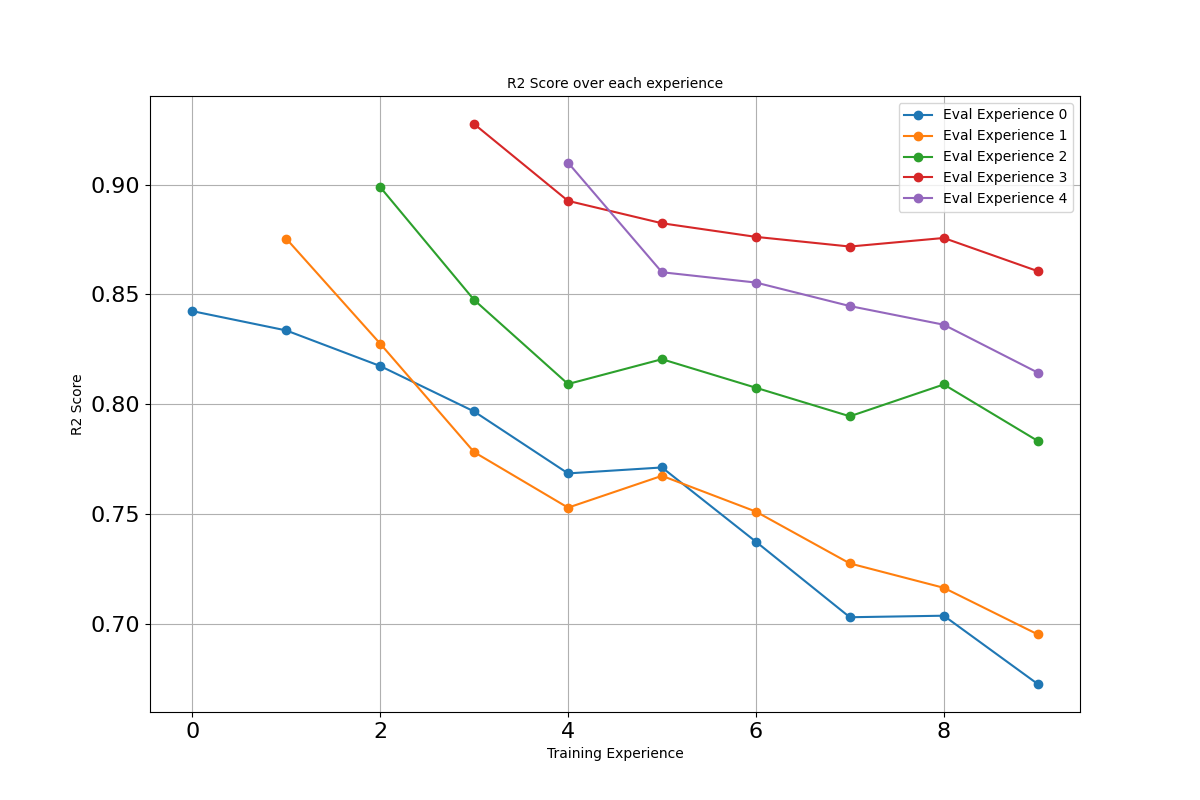 R2 Score over each experience
Eval Experience 0
Eval Experience 1
Eval Experience 2
Eval Experience 3
Eval Experience 4
R2 Score
0.90
0.85
0.80
0.75
0.70
0 2 4 6 8
Training Experience